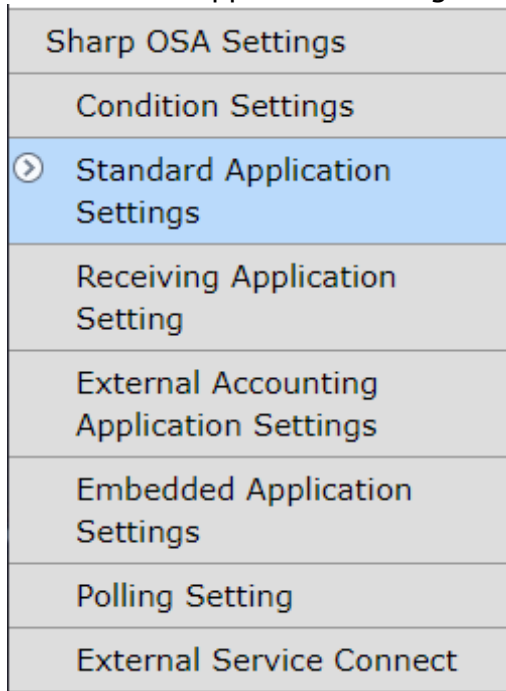 Sharp OSA Settings
Condition Settings
Standard Application
Settings
Receiving Application
Setting
External Accounting
Application Settings
Embedded Application
Settings
Polling Setting
External Service Connect